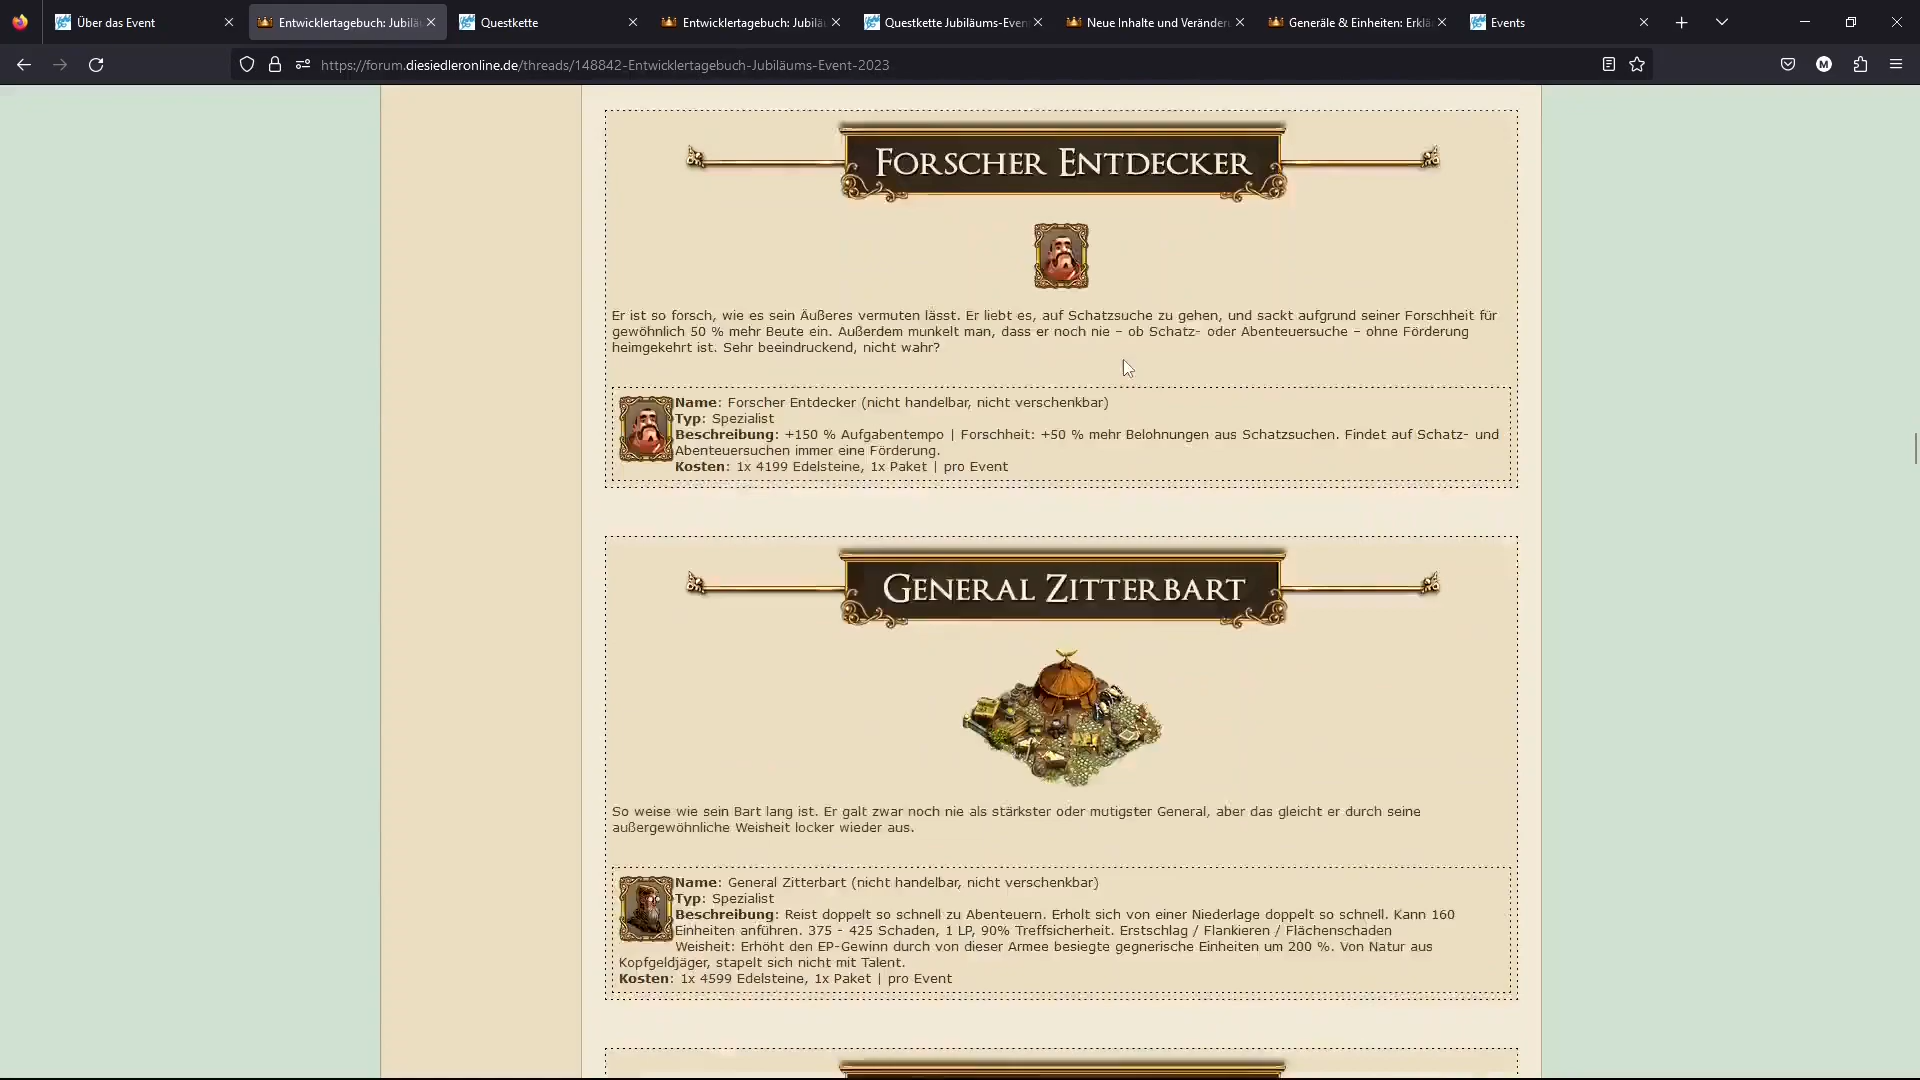 Über das Event
Entwicklertagebuch: Jubilä
Questkette
Entwicklertagebuch: Jubilä
Questkette Jubiläums-Even
Neue Inhalte und Veränder
Generäle & Einheiten: Erklä
Events
https://forum.diesiedleronline.de/threads/148842-Entwicklertagebuch-Jubiläums-Event-2023
M
Forscher Entdecker
Er ist so forsch, wie es sein Äußeres vermuten lässt. Er liebt es, auf Schatzsuche zu gehen, und sackt aufgrund seiner Forschheit für
gewöhnlich 50 % mehr Beute ein. Außerdem munkelt man, dass er noch nie – ob Schatz- oder Abenteuersuche – ohne Förderung
heimgekehrt ist. Sehr beeindruckend, nicht wahr?
Name: Forscher Entdecker (nicht handelbar, nicht verschenkbar)
Typ: Spezialist
Beschreibung: +150 % Aufgabentempo | Forschheit: +50 % mehr Belohnungen aus Schatzsuchen. Findet auf Schatz- und
Abenteuersuchen immer eine Förderung.
Kosten: 1x 4199 Edelsteine, 1x Paket | pro Event
General Zitterbart
So weise wie sein Bart lang ist. Er galt zwar noch nie als stärkster oder mutigster General, aber das gleicht er durch seine
außergewöhnliche Weisheit locker wieder aus.
Name: General Zitterbart (nicht handelbar, nicht verschenkbar)
Typ: Spezialist
Beschreibung: Reist doppelt so schnell zu Abenteuern. Erholt sich von einer Niederlage doppelt so schnell. Kann 160
Einheiten anführen. 375 - 425 Schaden, 1 LP, 90% Treffsicherheit. Erstschlag / Flankieren / Flächenschaden
Weisheit: Erhöht den EP-Gewinn durch von dieser Armee besiegte gegnerische Einheiten um 200 %. Von Natur aus
Kopfgeldjäger, stapelt sich nicht mit Talent.
Kosten: 1x 4599 Edelsteine, 1x Paket | pro Event